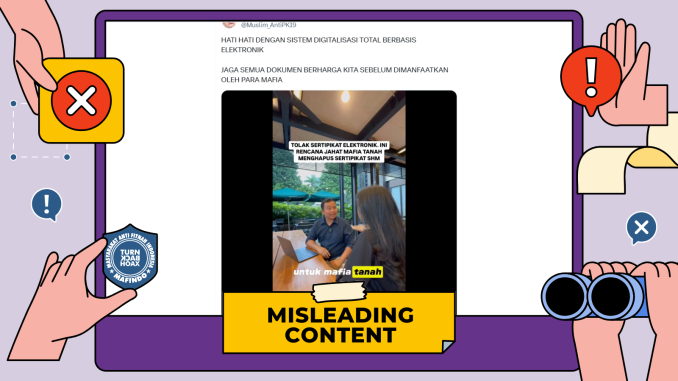 @Muslim_AntiPKI9
HATI HATI DENGAN SISTEM DIGITALISASI TOTAL BERBASIS
ELEKTRONIK
JAGA SEMUA DOKUMEN BERHARGA KITA SEBELUM DIMANFAATKAN
OLEH PARA MAFIA
TOLAK SERTIPIKAT ELEKTRONIK. INI
RENCANA JAHAT MAFIA TANAH
MENGHAPUS SERTIPIKAT SHM
untuk mafia tanah
MISLEADING
CONTENT
MASYARAKAT ANTI FITNAH INDONESIA
TURN
BACK
HOAX
MAFINDO